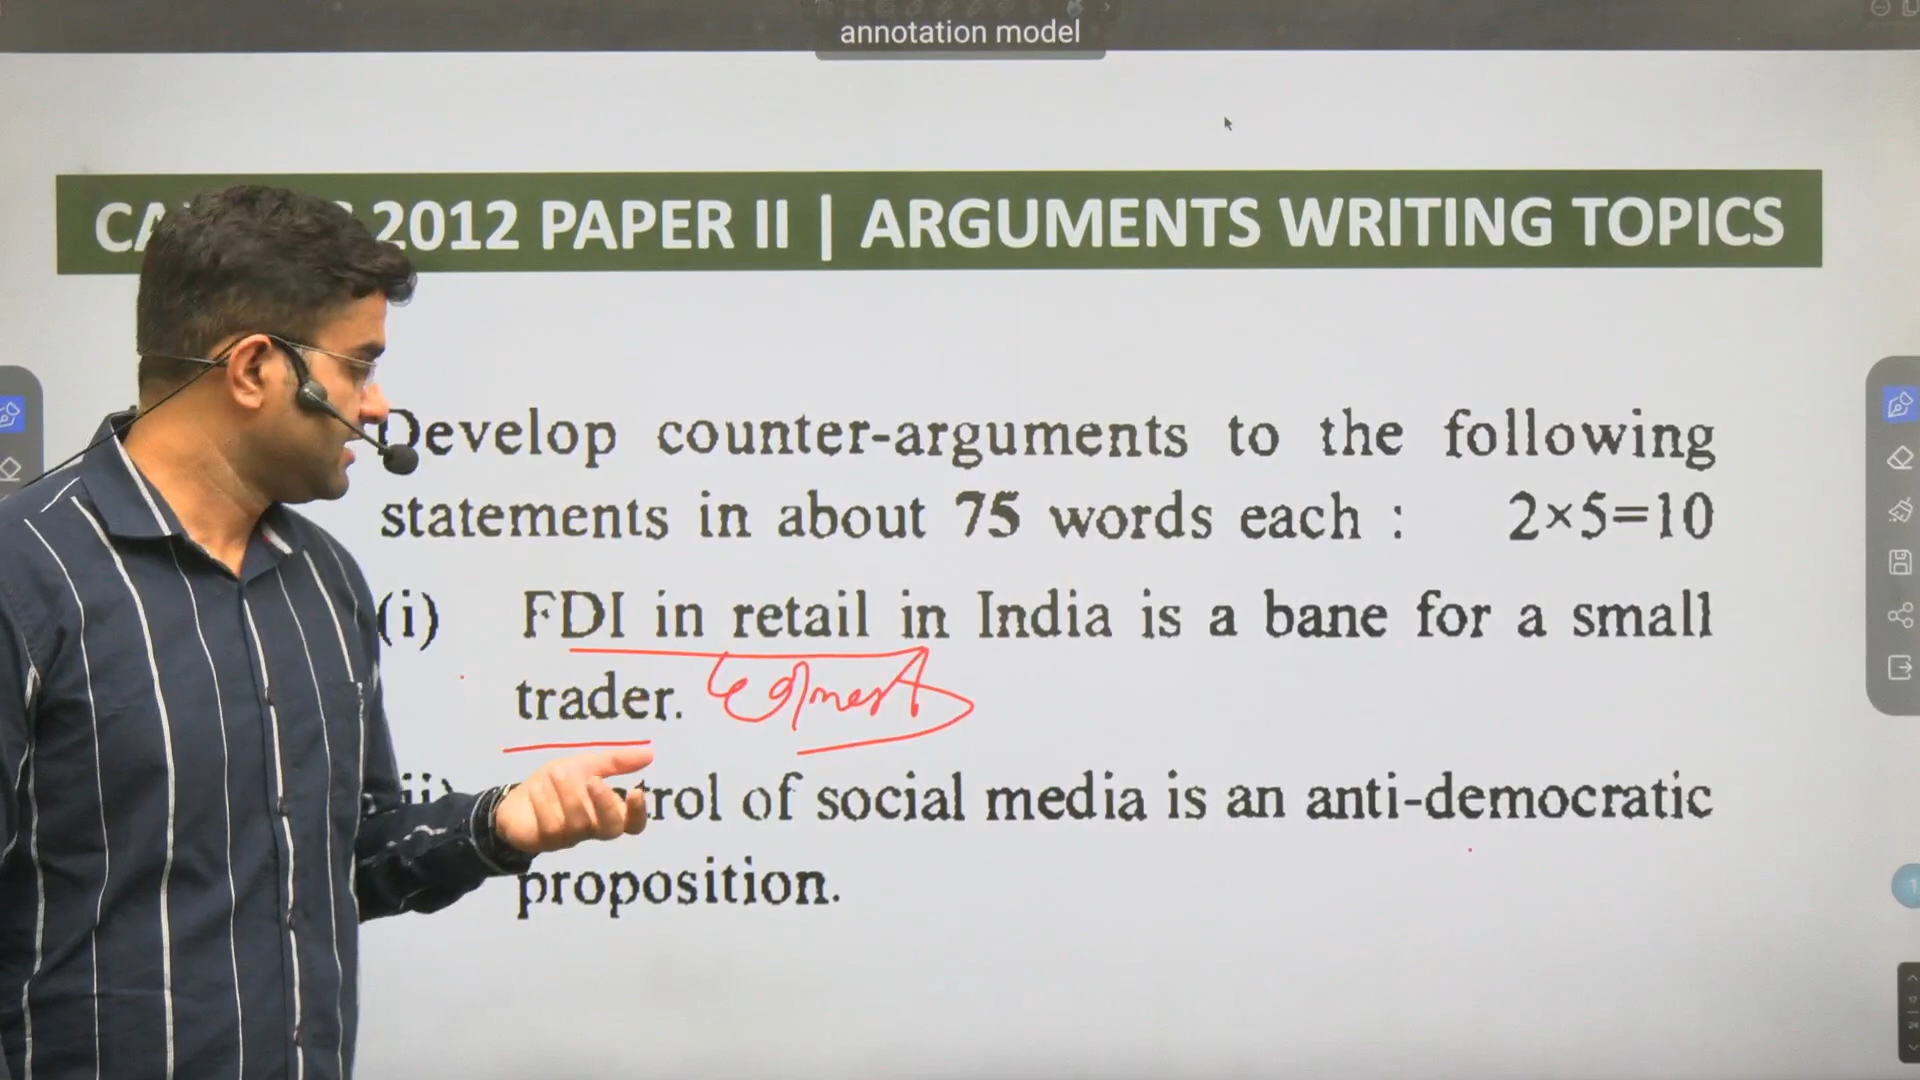 annotation model
2012 PAPER II | ARGUMENTS WRITING TOPICS
Develop counter-arguments to the following
statements in about 75 words each : 2×5=10
(i) FDI in retail in India is a bane for a small
trader.
of social media is an anti-democratic
proposition.